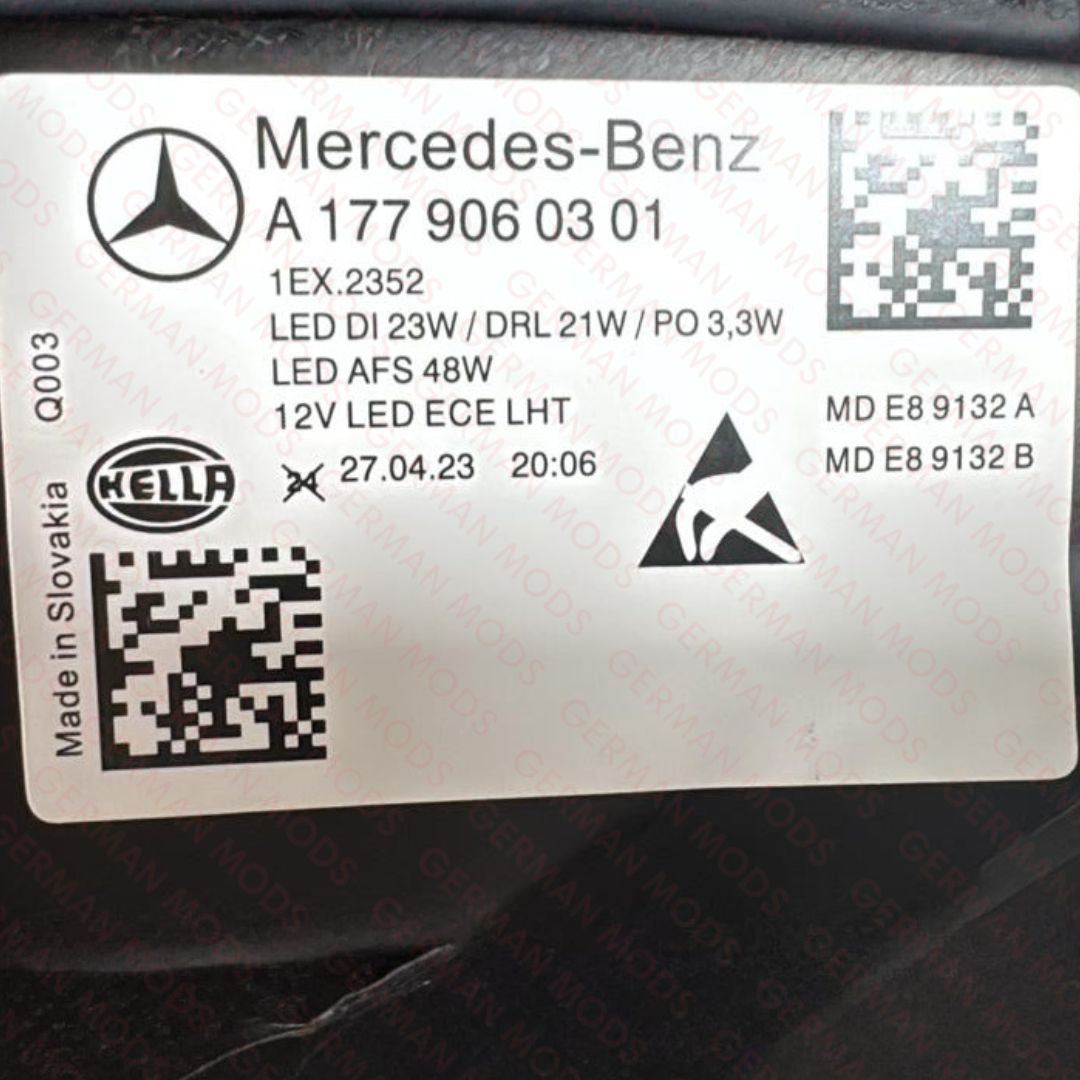 Mercedes-Benz
A 177 906 03 01
1EX.2352
LED DI 23W / DRL 21W / PO 3,3W
LED AFS 48W
12V LED ECE LHT
24 27.04.23 20:06
MD E8 9132 A
MD E8 9132 B
Q003
HELLA
Made in Slovakia
GERMAN MODS